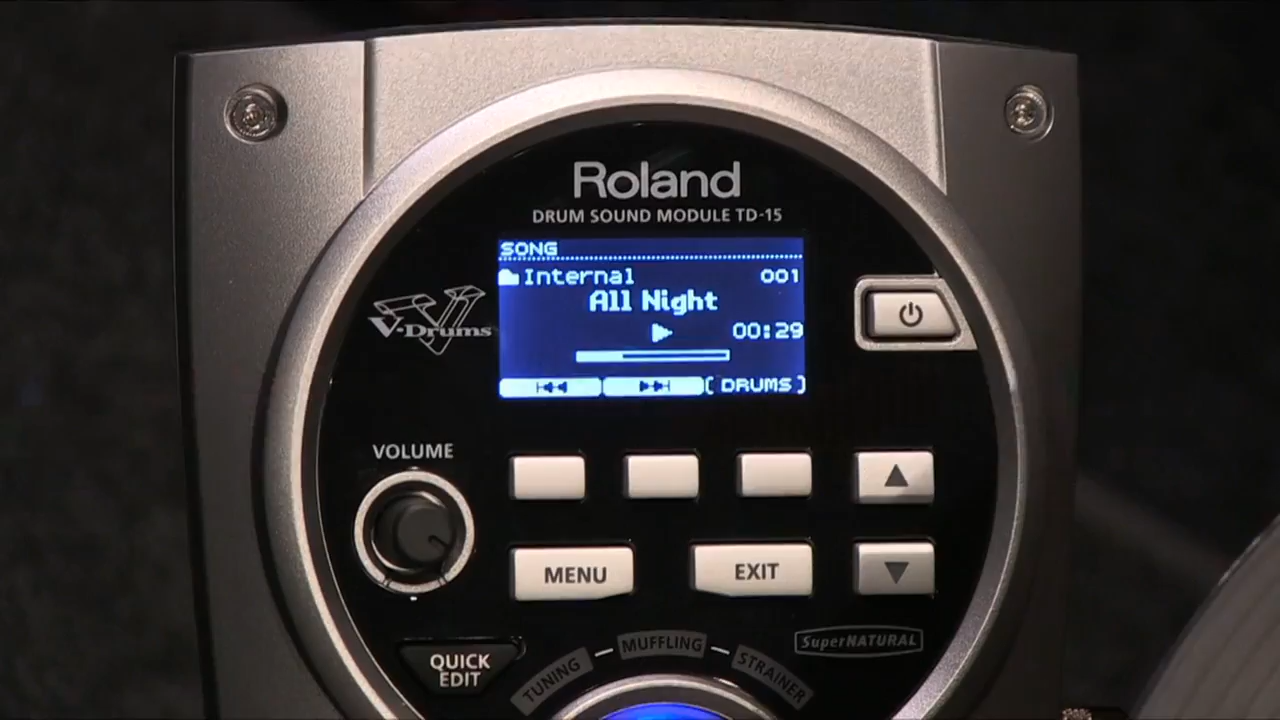 Roland
DRUM SOUND MODULE TD-15
SONG
Internal 001
All Night
00:29
[DRUMS]
V-Drums
VOLUME
MENU
EXIT
QUICK EDIT
TUNING – MUFFLING – STRAINER
SuperNATURAL